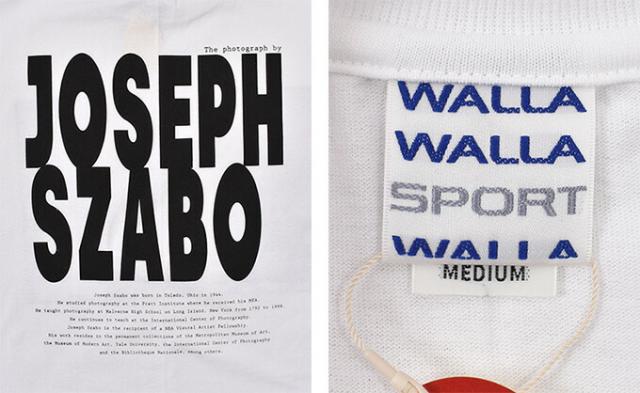 The photograph by
JOSEPH
SZABO
Joseph Szabo was born in Toledo, Ohio in 1944.
He studied photography at the Pratt Institute where he received his MFA.
He taught photography at Malverne High School on Long Island, New York from 1792 to 1999.
He continues to teach at the International Center of Photography.
Joseph Szabo is the recipient of a NEA Visural Artist Fellowship.
His work resides in the permanent collections of the Metropolitan Museum of Art,
the Museum of Modern Art, Yale University, the International Center of Photography
and the Bibliotheque Nationale, Among others.
WALLA
WALLA
SPORT
WALLA
MEDIUM